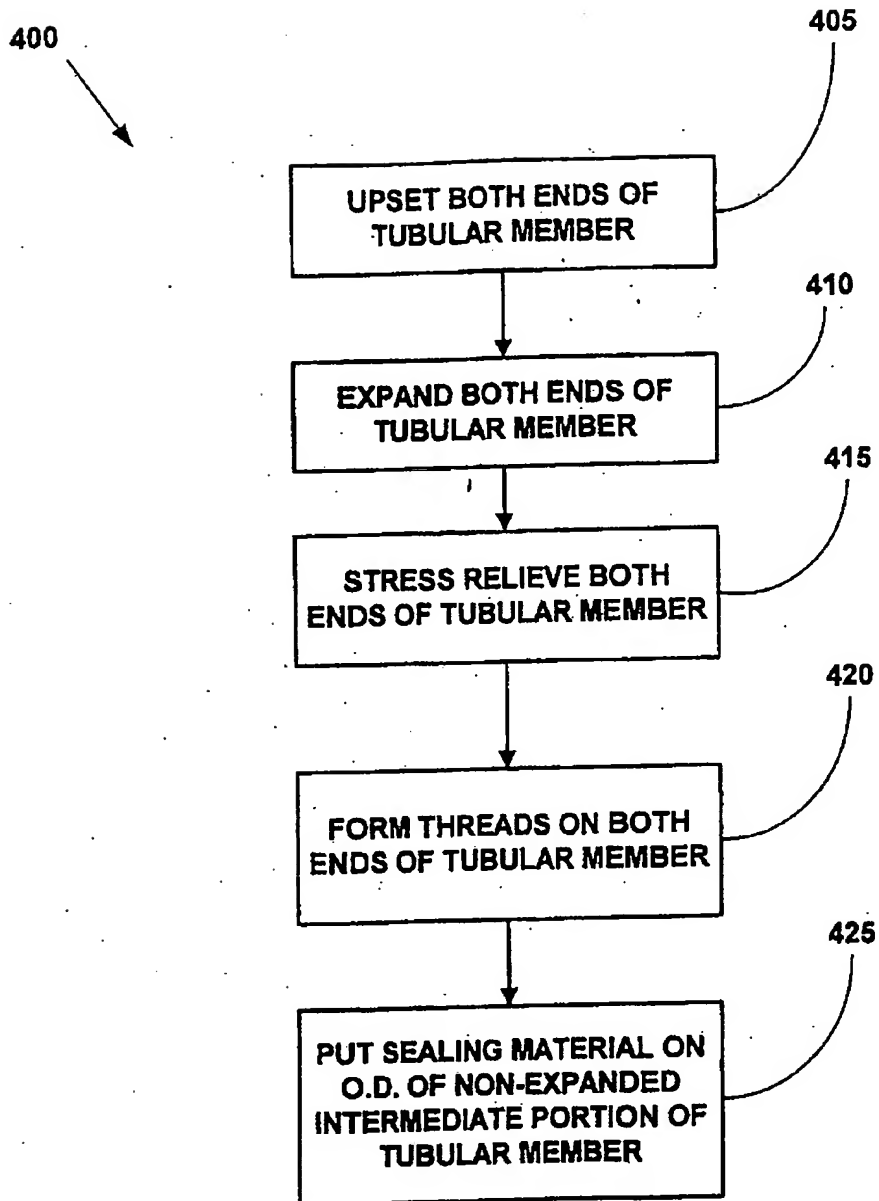 400
405
UPSET BOTH ENDS OF
TUBULAR MEMBER
410
EXPAND BOTH ENDS OF
TUBULAR MEMBER
415
STRESS RELIEVE BOTH
ENDS OF TUBULAR MEMBER
420
FORM THREADS ON BOTH
ENDS OF TUBULAR MEMBER
425
PUT SEALING MATERIAL ON
O.D. OF NON-EXPANDED
INTERMEDIATE PORTION OF
TUBULAR MEMBER